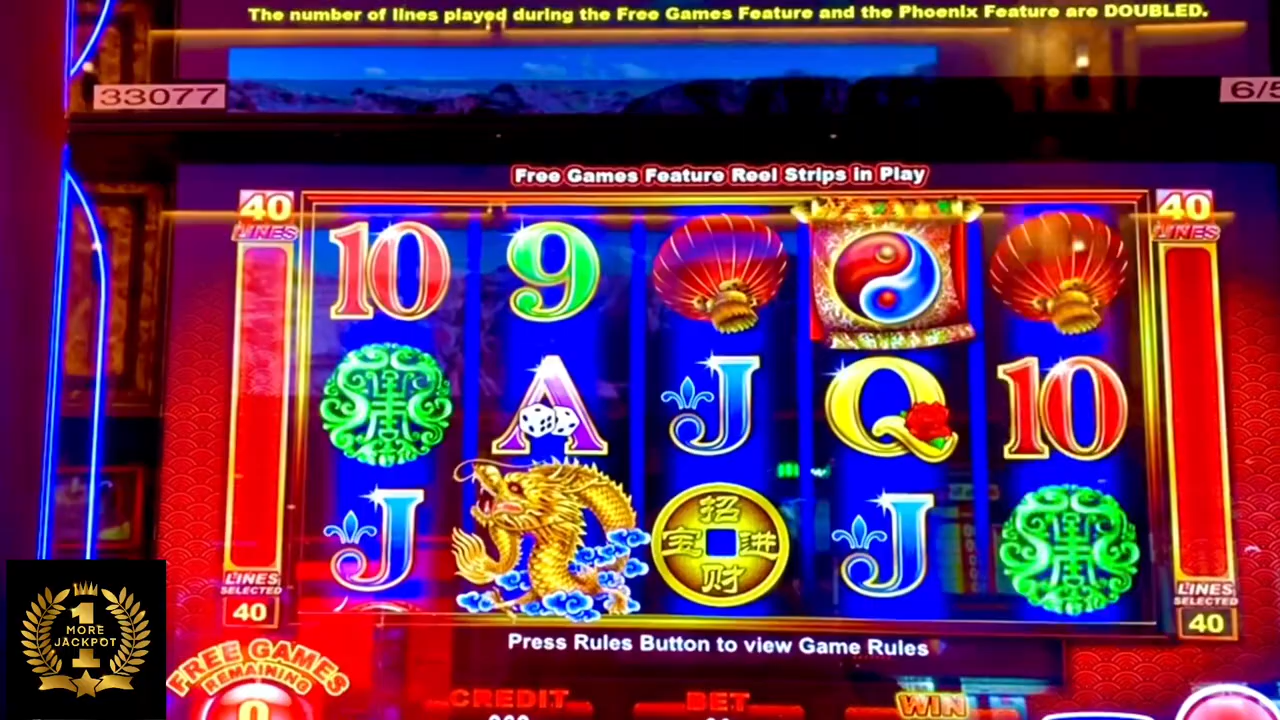 The number of lines played during the Free Games Feature and the Phoenix Feature are DOUBLED.
33077
6/5
Free Games Feature Reel Strips in Play
40
LINES
40
LINES
10
9
A
J
Q
10
J
招
宝
进
财
J
LINES
SELECTED
40
LINES
SELECTED
40
1
MORE
JACKPOT
Press Rules Button to view Game Rules
FREE GAMES
REMAINING
0
CREDIT
BET
WIN